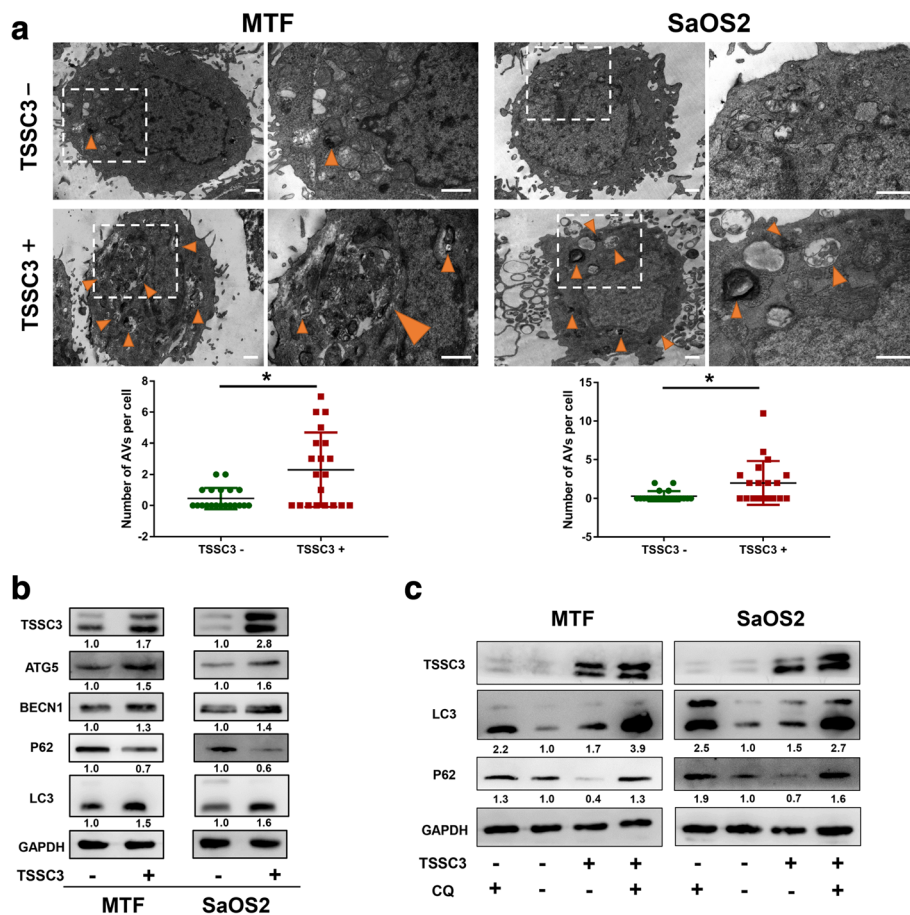 a
MTF
SaOS2
TSSC3 –
TSSC3 +
Number of AVs per cell
8
6
4
2
0
-2
*
TSSC3 -
TSSC3 +
Number of AVs per cell
15
10
5
0
-5
*
TSSC3 -
TSSC3 +
b
TSSC3
1.0 1.7 1.0 2.8
ATG5
1.0 1.5 1.0 1.6
BECN1
1.0 1.3 1.0 1.4
P62
1.0 0.7 1.0 0.6
LC3
1.0 1.5 1.0 1.6
GAPDH
TSSC3 - + - +
MTF SaOS2
c
MTF SaOS2
TSSC3
LC3
2.2 1.0 1.7 3.9 2.5 1.0 1.5 2.7
P62
1.3 1.0 0.4 1.3 1.9 1.0 0.7 1.6
GAPDH
TSSC3 - - + + - - + +
CQ + - - + + - - +